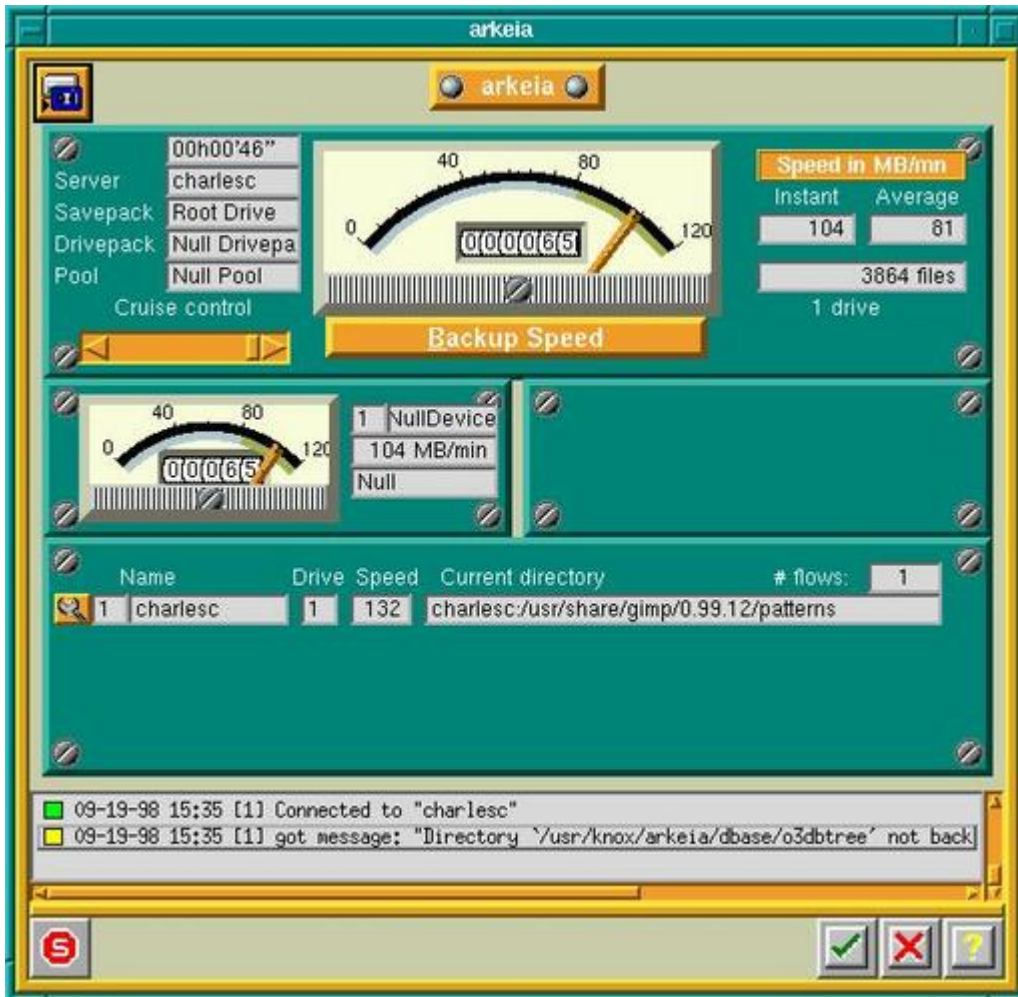 arkeia
arkeia
00h00'46"
Server charlesc
Savepack Root Drive
Drivepack Null Drivepa
Pool Null Pool
Cruise control
0 40 80 120
000065
Backup Speed
Speed in MB/mn
Instant Average
104 81
3864 files
1 drive
0 40 80 120
00065
1 NullDevice
104 MB/min
Null
Name Drive Speed Current directory # flows: 1
1 charlesc 1 132 charlesc:/usr/share/gimp/0.99.12/patterns
09-19-98 15:35 [1] Connected to "charlesc"
09-19-98 15:35 [1] got message: "Directory `/usr/knox/arkeia/dbase/o3dbtree' not back
S
?